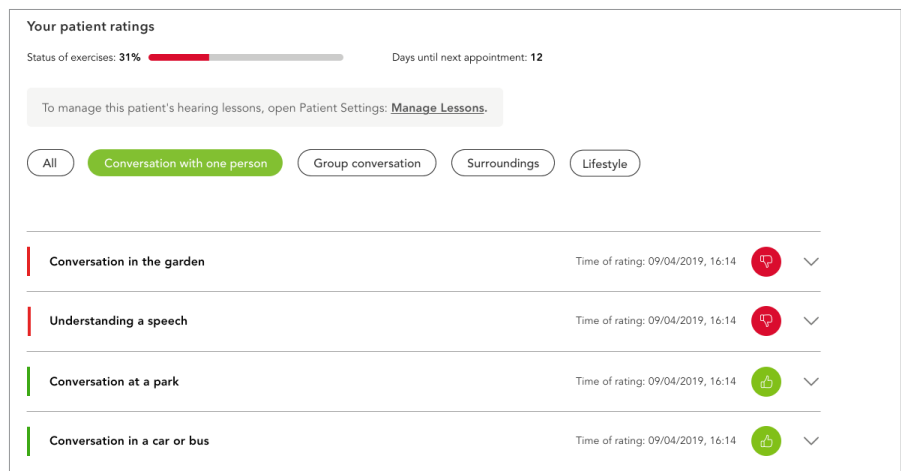 Your patient ratings
Status of exercises: 31% Days until next appointment: 12
To manage this patient's hearing lessons, open Patient Settings: Manage Lessons.
All Conversation with one person Group conversation Surroundings Lifestyle
Conversation in the garden Time of rating: 09/04/2019, 16:14
Understanding a speech Time of rating: 09/04/2019, 16:14
Conversation at a park Time of rating: 09/04/2019, 16:14
Conversation in a car or bus Time of rating: 09/04/2019, 16:14